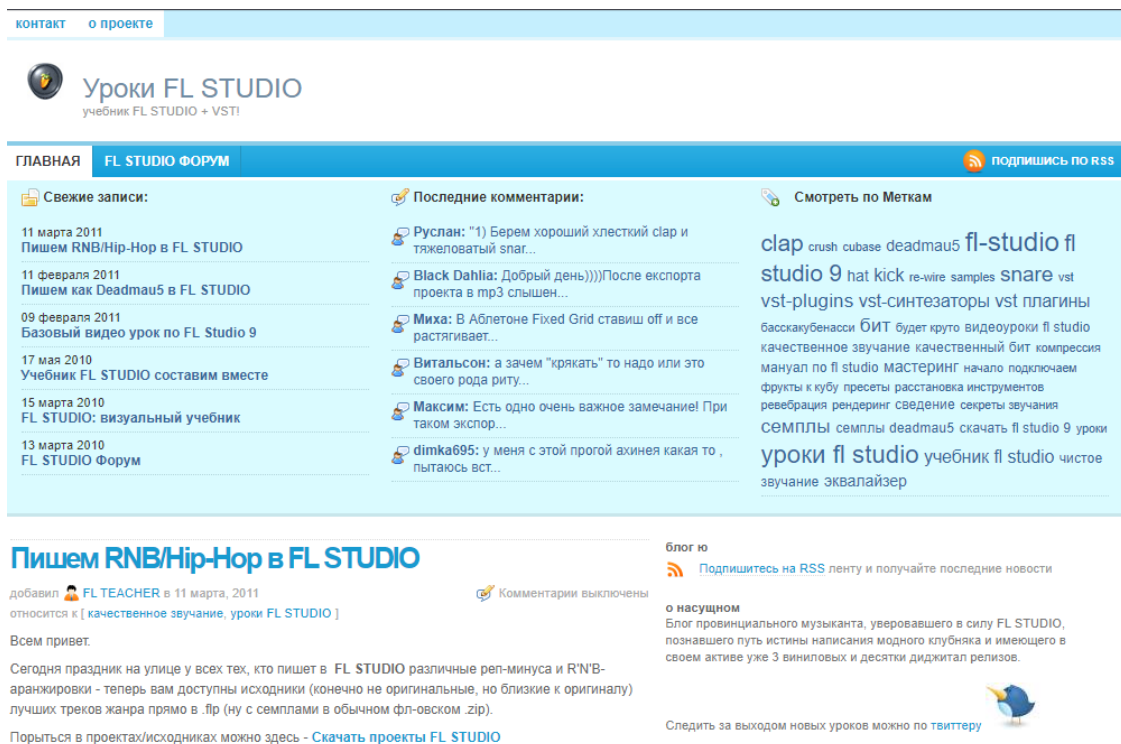 контакт о проекте
Уроки FL STUDIO
учебник FL STUDIO + VST!
ГЛАВНАЯ FL STUDIO ФОРУМ ПОДПИШИСЬ ПО RSS
Свежие записи:
11 марта 2011
Пишем RNB/Hip-Hop в FL STUDIO
11 февраля 2011
Пишем как Deadmau5 в FL STUDIO
09 февраля 2011
Базовый видео урок по FL Studio 9
17 мая 2010
Учебник FL STUDIO составим вместе
15 марта 2010
FL STUDIO: визуальный учебник
13 марта 2010
FL STUDIO Форум
Последние комментарии:
Руслан: "1) Берем хороший хлесткий clap и
тяжеловатый snar...
Black Dahlia: Добрый день))))После експорта
проекта в mp3 слышен...
Миха: В Аблетоне Fixed Grid ставиш off и все
растягивает...
Витальсон: а зачем "крякать" то надо или это
своего рода риту...
Максим: Есть одно очень важное замечание! При
таком экспор...
dimka695: у меня с этой прогой ахинея какая то ,
пытаюсь вст...
Смотреть по Меткам
clap crush cubase deadmau5 fl-studio fl
studio 9 hat kick re-wire samples snare vst
vst-plugins vst-синтезаторы vst плагины
басскакубенасси бит будет круто видеоуроки fl studio
качественное звучание качественный бит компрессия
мануал по fl studio мастеринг начало подключаем
фрукты к кубу пресеты расстановка инструментов
ревебрация рендеринг сведение секреты звучания
семплы семплы deadmau5 скачать fl studio 9 уроки
уроки fl studio учебник fl studio чистое
звучание эквалайзер
Пишем RNB/Hip-Hop в FL STUDIO
добавил FL TEACHER в 11 марта, 2011 Комментарии выключены
относится к [ качественное звучание, уроки FL STUDIO ]
Всем привет.
Сегодня праздник на улице у всех тех, кто пишет в FL STUDIO различные реп-минуса и R'N'B-
аранжировки - теперь вам доступны исходники (конечно не оригинальные, но близкие к оригиналу)
лучших треков жанра прямо в .flp (ну с семплами в обычном фл-овском .zip).
Порыться в проектах/исходниках можно здесь - Скачать проекты FL STUDIO
блог ю
Подпишитесь на RSS ленту и получайте последние новости
о насущном
Блог провинциального музыканта, уверовавшего в силу FL STUDIO,
познавшего путь истины написания модного клубняка и имеющего в
своем активе уже 3 виниловых и десятки диджитал релизов.
Следить за выходом новых уроков можно по твиттеру